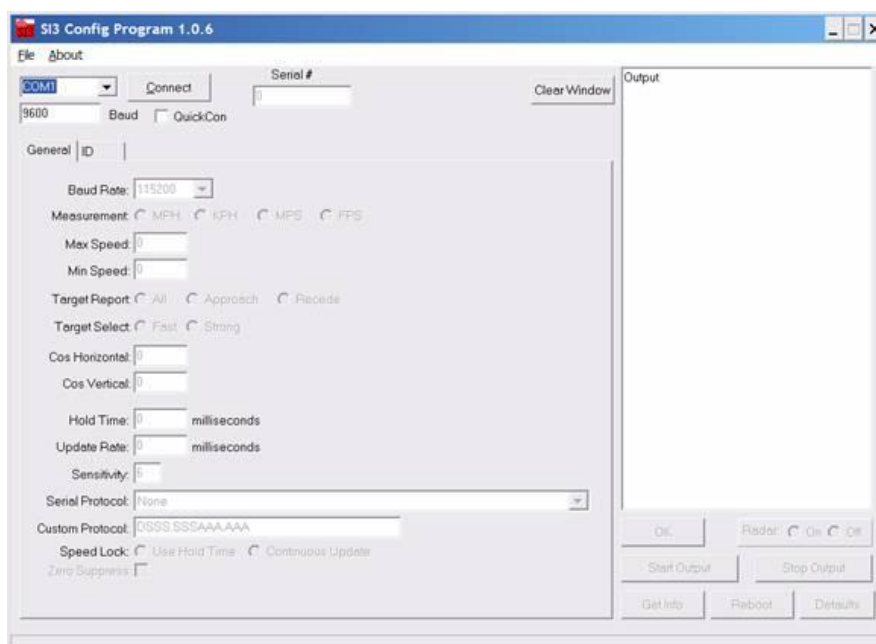 SI3 Config Program 1.0.6
File About
COM1 Connect Serial # Clear Window Output
0
9600 Baud QuickCon
General ID
Baud Rate: 115200
Measurement: MPH KPH MPS FPS
Max Speed: 0
Min Speed: 0
Target Report: All Approach Recede
Target Select: Fast Strong
Cos Horizontal: 0
Cos Vertical: 0
Hold Time: 0 milliseconds
Update Rate: 0 milliseconds
Sensitivity: 5
Serial Protocol: None
Custom Protocol: DSSS.SSSAAA.AAA
Speed Lock: Use Hold Time Continuous Update
Zero Suppress:
OK Radar: On Off
Start Output Stop Output
Get Info Reboot Defaults